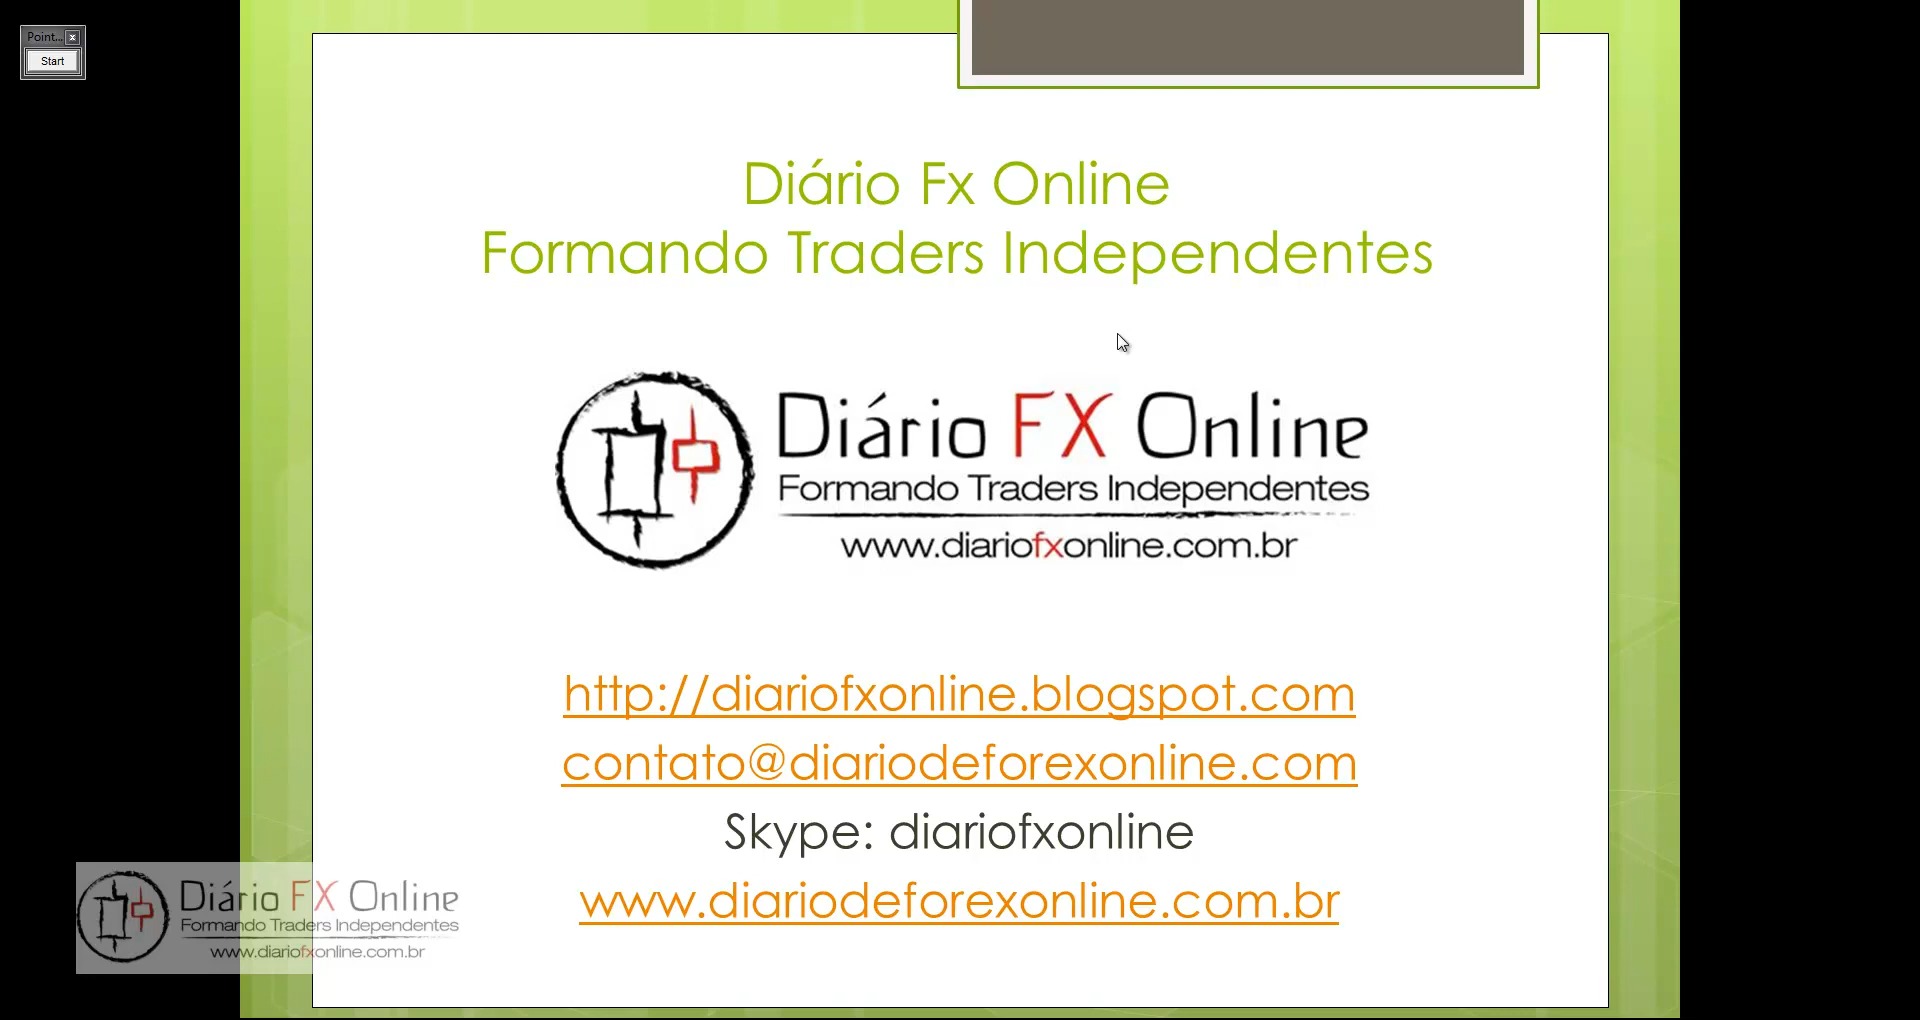 Point...
Start
Diário Fx Online
Formando Traders Independentes
Diário FX Online
Formando Traders Independentes
www.diariofxonline.com.br
http://diariofxonline.blogspot.com
contato@diariodeforexonline.com
Skype: diariofxonline
www.diariodeforexonline.com.br
Diário FX Online
Formando Traders Independentes
www.diariofxonline.com.br